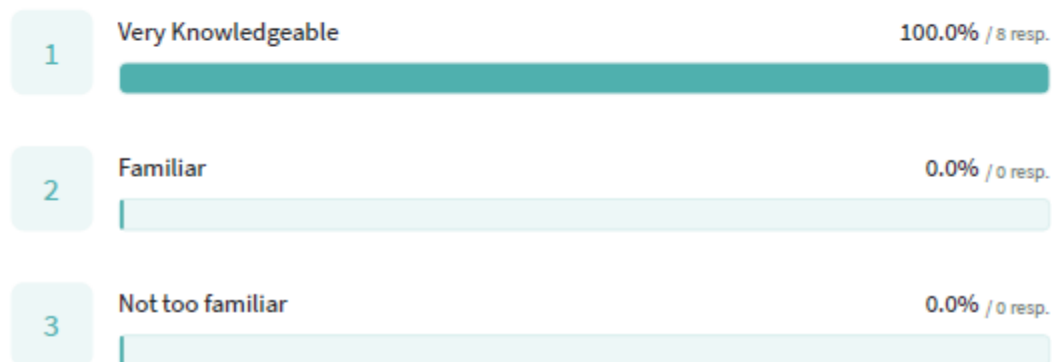 1
Very Knowledgeable 100.0% / 8 resp.
2
Familiar 0.0% / 0 resp.
3
Not too familiar 0.0% / 0 resp.